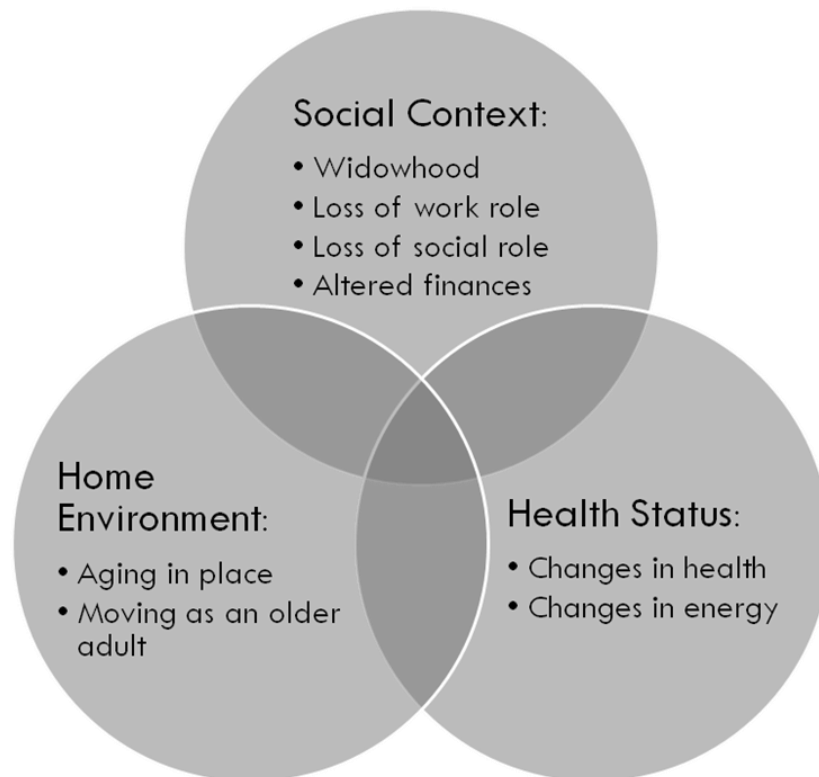 Social Context:
• Widowhood
• Loss of work role
• Loss of social role
• Altered finances
Home
Environment:
• Aging in place
• Moving as an older
adult
Health Status:
• Changes in health
• Changes in energy